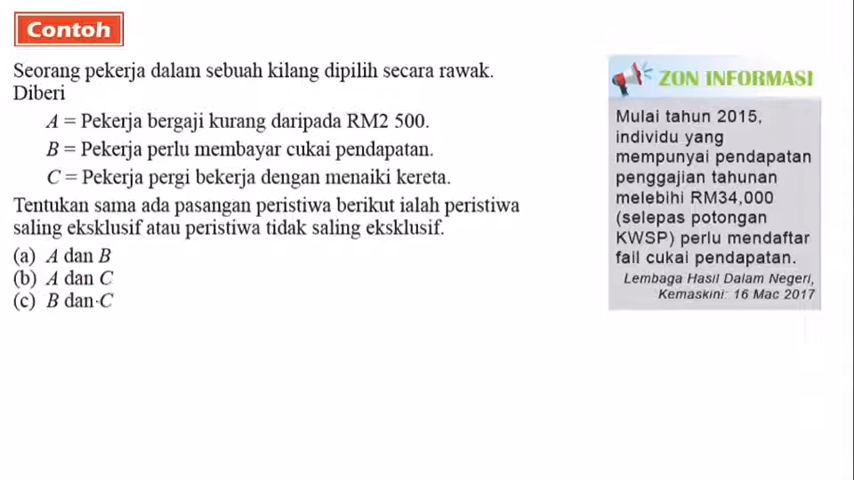 Contoh
Seorang pekerja dalam sebuah kilang dipilih secara rawak.
Diberi
A = Pekerja bergaji kurang daripada RM2 500.
B = Pekerja perlu membayar cukai pendapatan.
C = Pekerja pergi bekerja dengan menaiki kereta.
Tentukan sama ada pasangan peristiwa berikut ialah peristiwa
saling eksklusif atau peristiwa tidak saling eksklusif.
(a) A dan B
(b) A dan C
(c) B dan C
ZON INFORMASI
Mulai tahun 2015,
individu yang
mempunyai pendapatan
penggajian tahunan
melebihi RM34,000
(selepas potongan
KWSP) perlu mendaftar
fail cukai pendapatan.
Lembaga Hasil Dalam Negeri,
Kemaskini: 16 Mac 2017